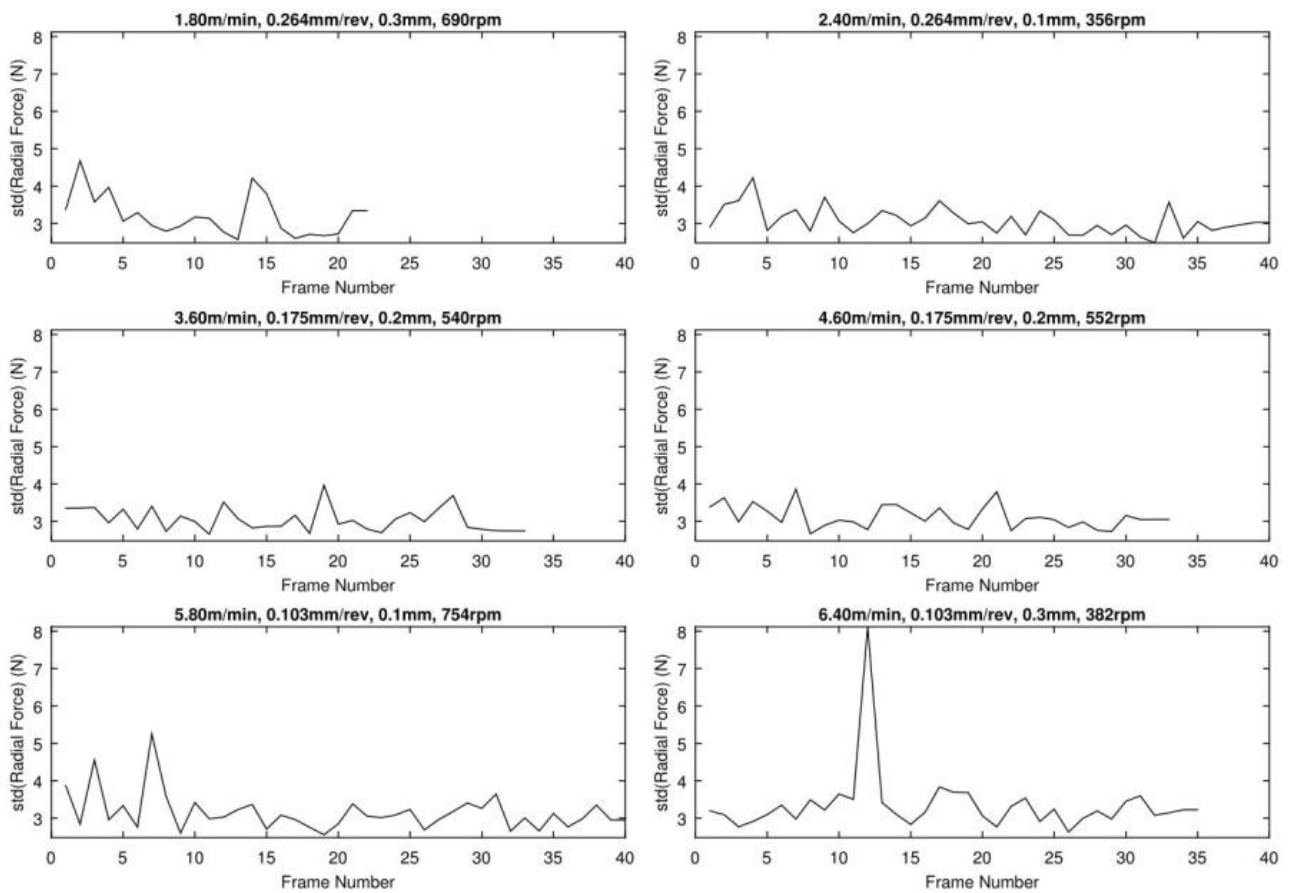 1.80m/min, 0.264mm/rev, 0.3mm, 690rpm
8
7
6
5
4
3
std(Radial Force) (N)
0 5 10 15 20 25 30 35 40
Frame Number
2.40m/min, 0.264mm/rev, 0.1mm, 356rpm
8
7
6
5
4
3
std(Radial Force) (N)
0 5 10 15 20 25 30 35 40
Frame Number
3.60m/min, 0.175mm/rev, 0.2mm, 540rpm
8
7
6
5
4
3
std(Radial Force) (N)
0 5 10 15 20 25 30 35 40
Frame Number
4.60m/min, 0.175mm/rev, 0.2mm, 552rpm
8
7
6
5
4
3
std(Radial Force) (N)
0 5 10 15 20 25 30 35 40
Frame Number
5.80m/min, 0.103mm/rev, 0.1mm, 754rpm
8
7
6
5
4
3
std(Radial Force) (N)
0 5 10 15 20 25 30 35 40
Frame Number
6.40m/min, 0.103mm/rev, 0.3mm, 382rpm
8
7
6
5
4
3
std(Radial Force) (N)
0 5 10 15 20 25 30 35 40
Frame Number